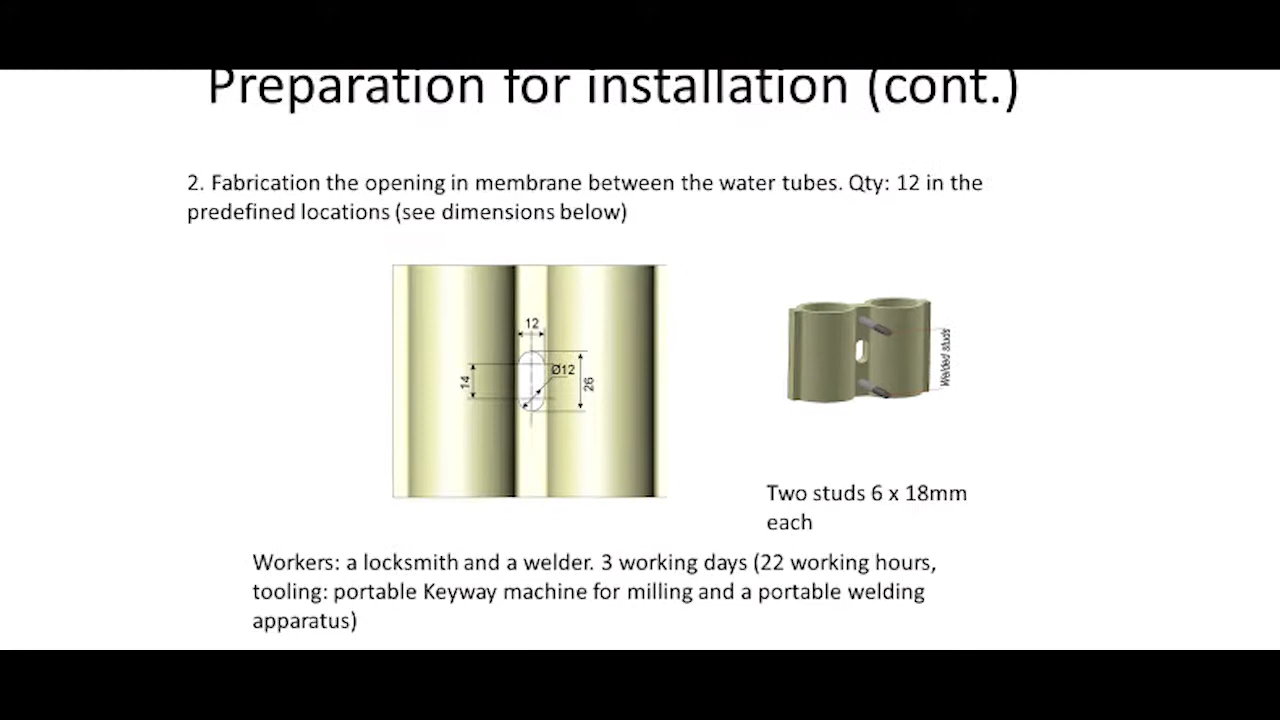 Preparation for installation (cont.)
2. Fabrication the opening in membrane between the water tubes. Qty: 12 in the
predefined locations (see dimensions below)
12
Ø12
14
26
Welded studs
Two studs 6 x 18mm
each
Workers: a locksmith and a welder. 3 working days (22 working hours,
tooling: portable Keyway machine for milling and a portable welding
apparatus)